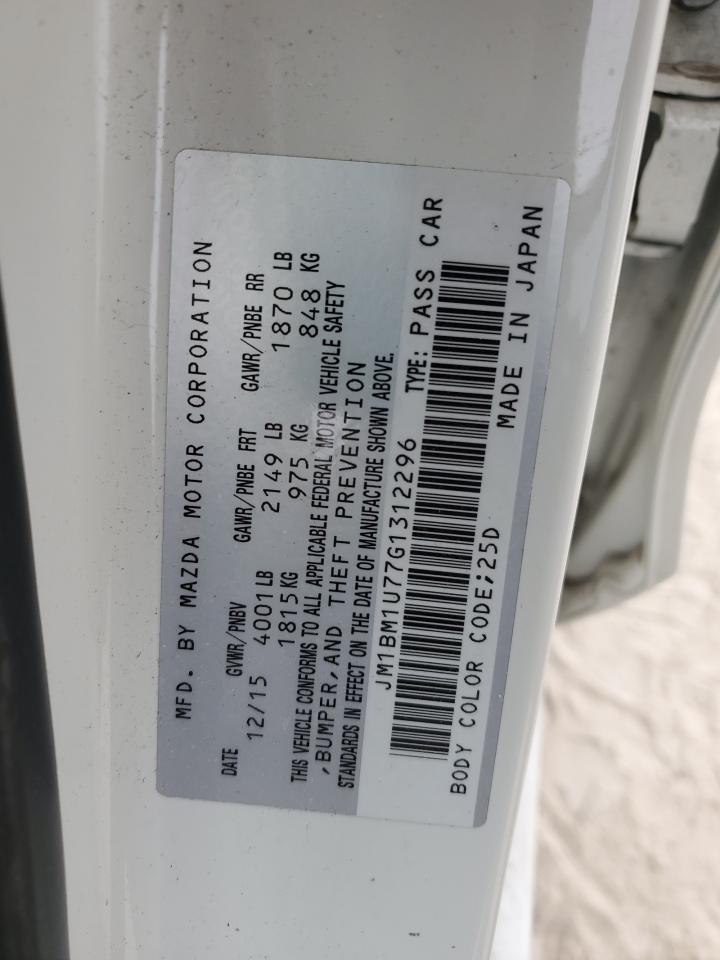 MFD. BY MAZDA MOTOR CORPORATION
DATE GVWR/PNBV GAWR/PNBE FRT GAWR/PNBE RR
12/15 4001LB 2149 LB 1870 LB
1815KG 975 KG 848 KG
THIS VEHICLE CONFORMS TO ALL APPLICABLE FEDERAL MOTOR VEHICLE SAFETY
,BUMPER,AND THEFT PREVENTION
STANDARDS IN EFFECT ON THE DATE OF MANUFACTURE SHOWN ABOVE.
JM1BM1U77G1312296 TYPE: PASS CAR
BODY COLOR CODE;25D MADE IN JAPAN